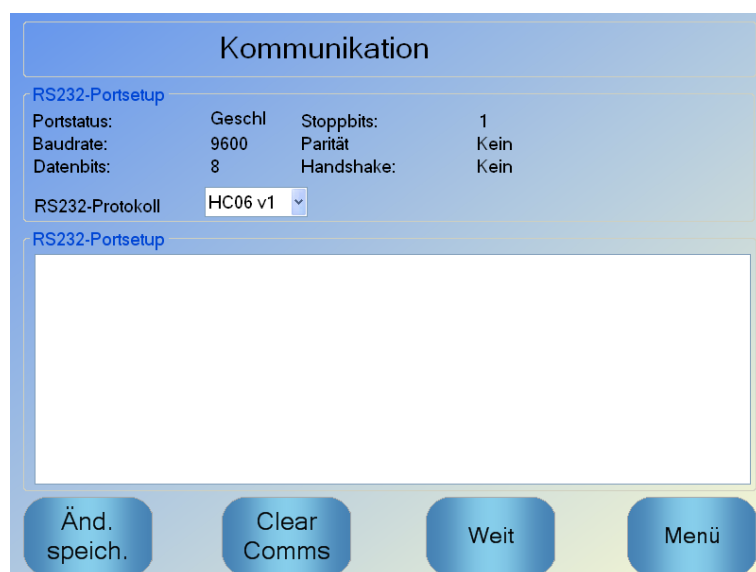 Kommunikation
RS232-Portsetup
Portstatus: Geschl Stoppbits: 1
Baudrate: 9600 Parität Kein
Datenbits: 8 Handshake: Kein
RS232-Protokoll HC06 v1
RS232-Portsetup
Änd. speich. Clear Comms Weit Menü